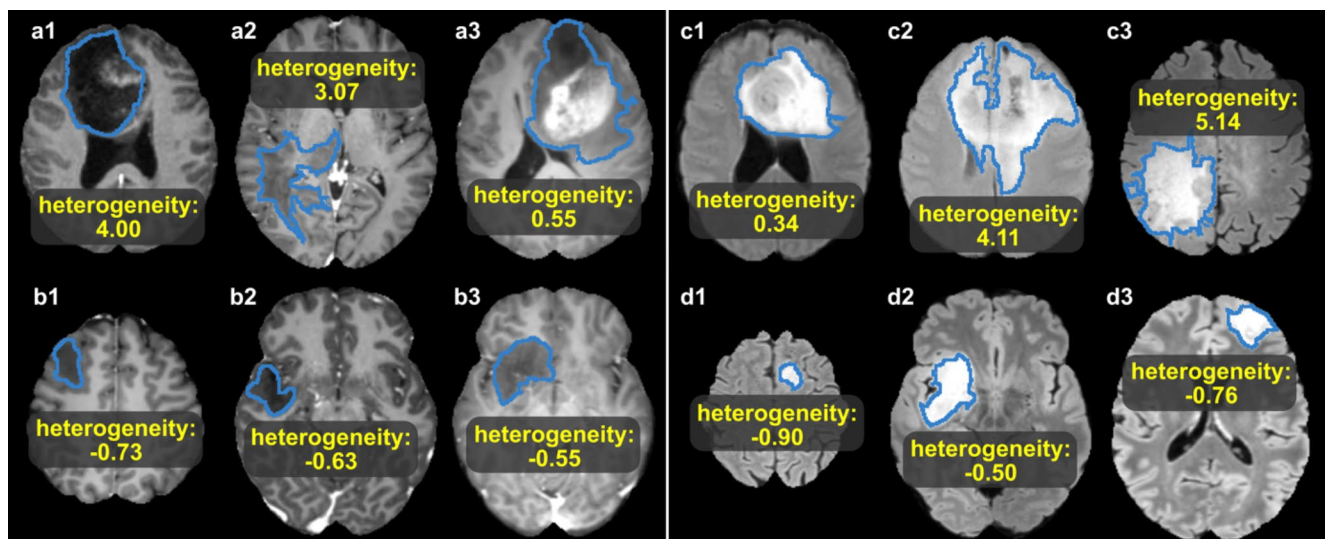 a1
a2
a3
c1
c2
c3
heterogeneity:
4.00
heterogeneity:
3.07
heterogeneity:
0.55
heterogeneity:
0.34
heterogeneity:
4.11
heterogeneity:
5.14
b1
b2
b3
d1
d2
d3
heterogeneity:
-0.73
heterogeneity:
-0.63
heterogeneity:
-0.55
heterogeneity:
-0.90
heterogeneity:
-0.50
heterogeneity:
-0.76